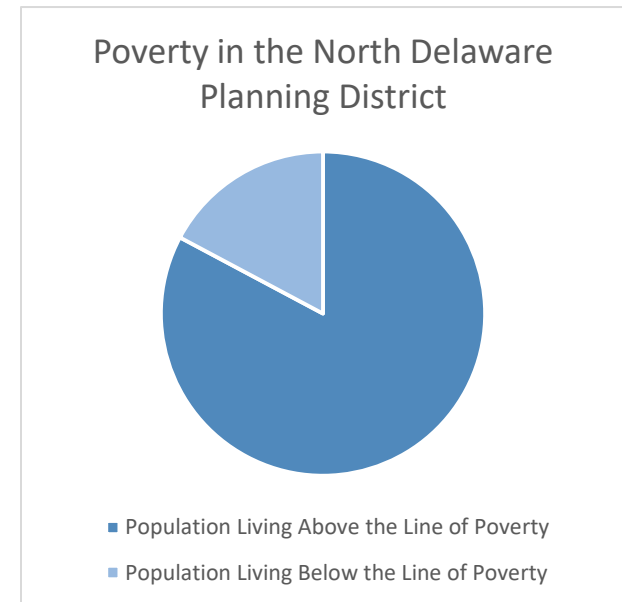 Poverty in the North Delaware
Planning District
Population Living Above the Line of Poverty
Population Living Below the Line of Poverty